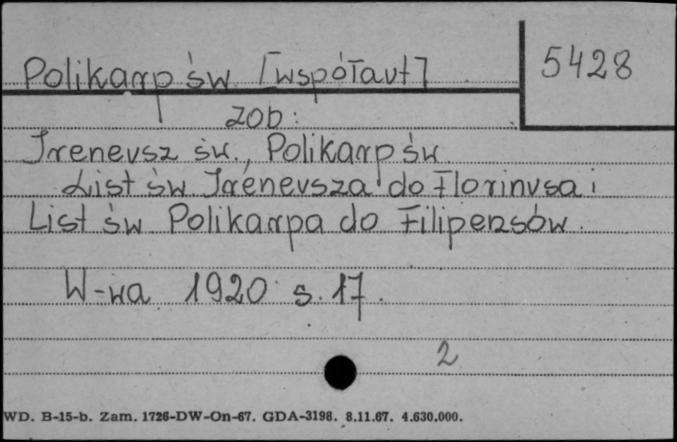 Polikarp św [współaut]
5428
zob:
Ireneusz św., Polikarp św.
List św Ireneusza do Florinusa i
List św Polikarpa do Filipensów.
W-wa 1920 s. 17.
2
WD. B-15-b. Zam. 1726-DW-On-67. GDA-3198. 8.11.67. 4.630.000.